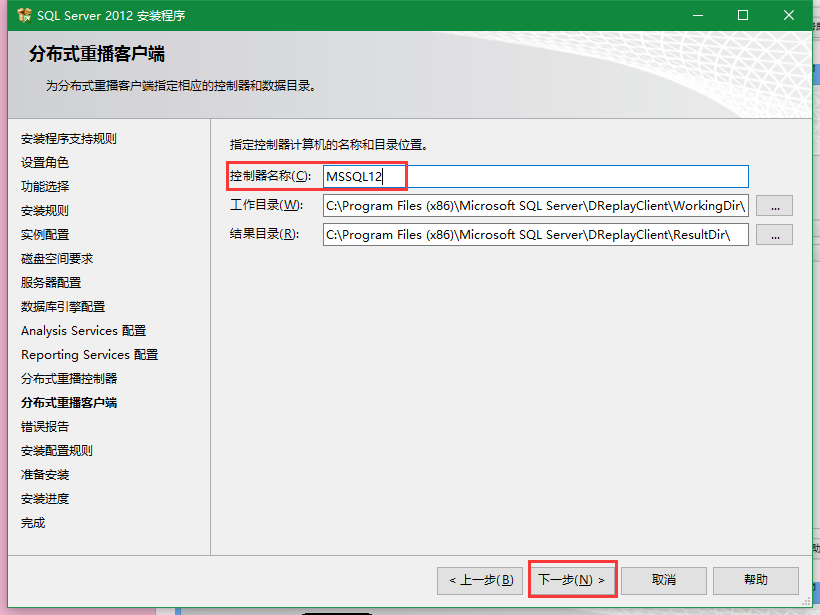 SQL Server 2012 安装程序
分布式重播客户端
为分布式重播客户端指定相应的控制器和数据目录。
安装程序支持规则
设置角色
功能选择
安装规则
实例配置
磁盘空间要求
服务器配置
数据库引擎配置
Analysis Services 配置
Reporting Services 配置
分布式重播控制器
分布式重播客户端
错误报告
安装配置规则
准备安装
安装进度
完成
指定控制器计算机的名称和目录位置。
控制器名称(C): MSSQL12
工作目录(W): C:\Program Files (x86)\Microsoft SQL Server\DReplayClient\WorkingDir\ ...
结果目录(R): C:\Program Files (x86)\Microsoft SQL Server\DReplayClient\ResultDir\ ...
< 上一步(B) 下一步(N) > 取消 帮助